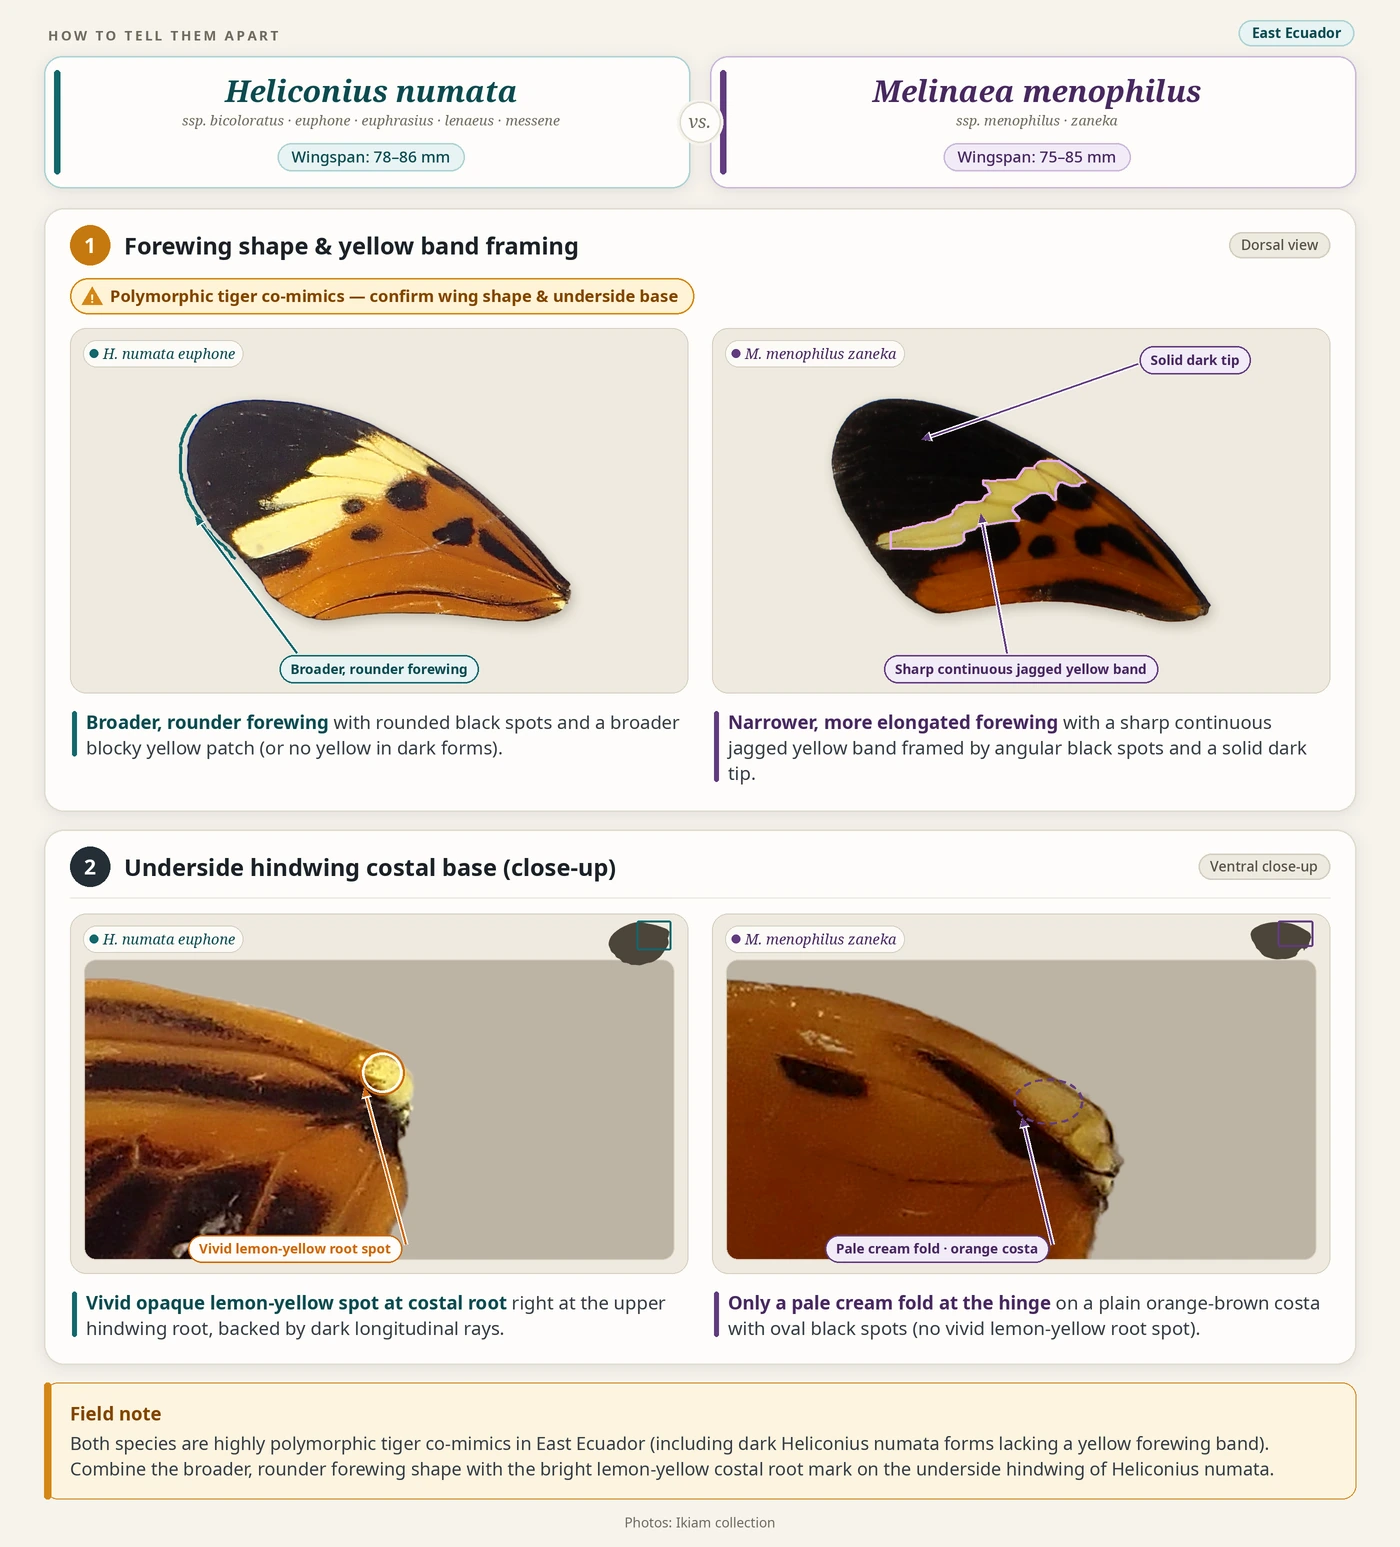 HOW TO TELL THEM APART
East Ecuador
Heliconius numata
ssp. bicoloratus · euphone · euphrasius · lenaeus · messene
Wingspan: 78–86 mm
vs.
Melinaea menophilus
ssp. menophilus · zaneka
Wingspan: 75–85 mm
1
Forewing shape & yellow band framing
Dorsal view
Polymorphic tiger co-mimics — confirm wing shape & underside base
H. numata euphone
Broader, rounder forewing
M. menophilus zaneka
Solid dark tip
Sharp continuous jagged yellow band
Broader, rounder forewing with rounded black spots and a broader
blocky yellow patch (or no yellow in dark forms).
Narrower, more elongated forewing with a sharp continuous
jagged yellow band framed by angular black spots and a solid dark
tip.
2
Underside hindwing costal base (close-up)
Ventral close-up
H. numata euphone
Vivid lemon-yellow root spot
M. menophilus zaneka
Pale cream fold · orange costa
Vivid opaque lemon-yellow spot at costal root right at the upper
hindwing root, backed by dark longitudinal rays.
Only a pale cream fold at the hinge on a plain orange-brown costa
with oval black spots (no vivid lemon-yellow root spot).
Field note
Both species are highly polymorphic tiger co-mimics in East Ecuador (including dark Heliconius numata forms lacking a yellow forewing band).
Combine the broader, rounder forewing shape with the bright lemon-yellow costal root mark on the underside hindwing of Heliconius numata.
Photos: Ikiam collection